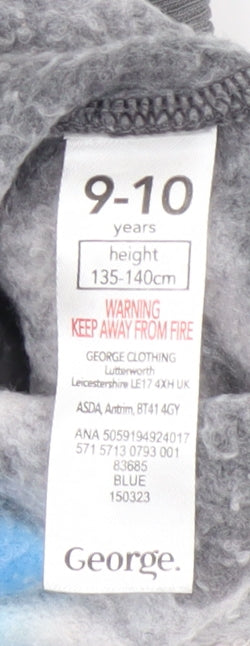 9-10
years
height
135-140cm
WARNING
KEEP AWAY FROM FIRE
GEORGE CLOTHING
Lutterworth
Leicestershire LE17 4XH UK
ASDA, Antrim, BT41 4GY
ANA 5059194924017
571 5713 0793 001
83685
BLUE
150323
George.